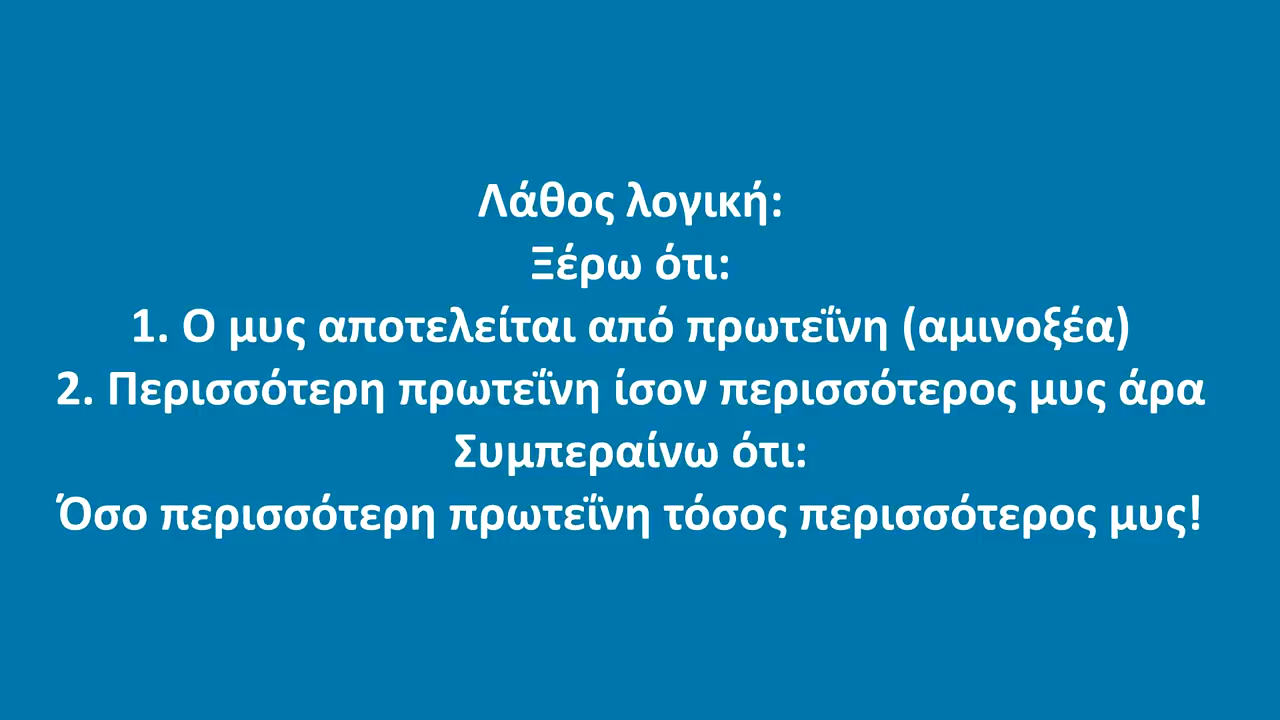 Λάθος λογική:
Ξέρω ότι:
1. Ο μυς αποτελείται από πρωτεΐνη (αμινοξέα)
2. Περισσότερη πρωτεΐνη ίσον περισσότερος μυς άρα
Συμπεραίνω ότι:
Όσο περισσότερη πρωτεΐνη τόσος περισσότερος μυς!